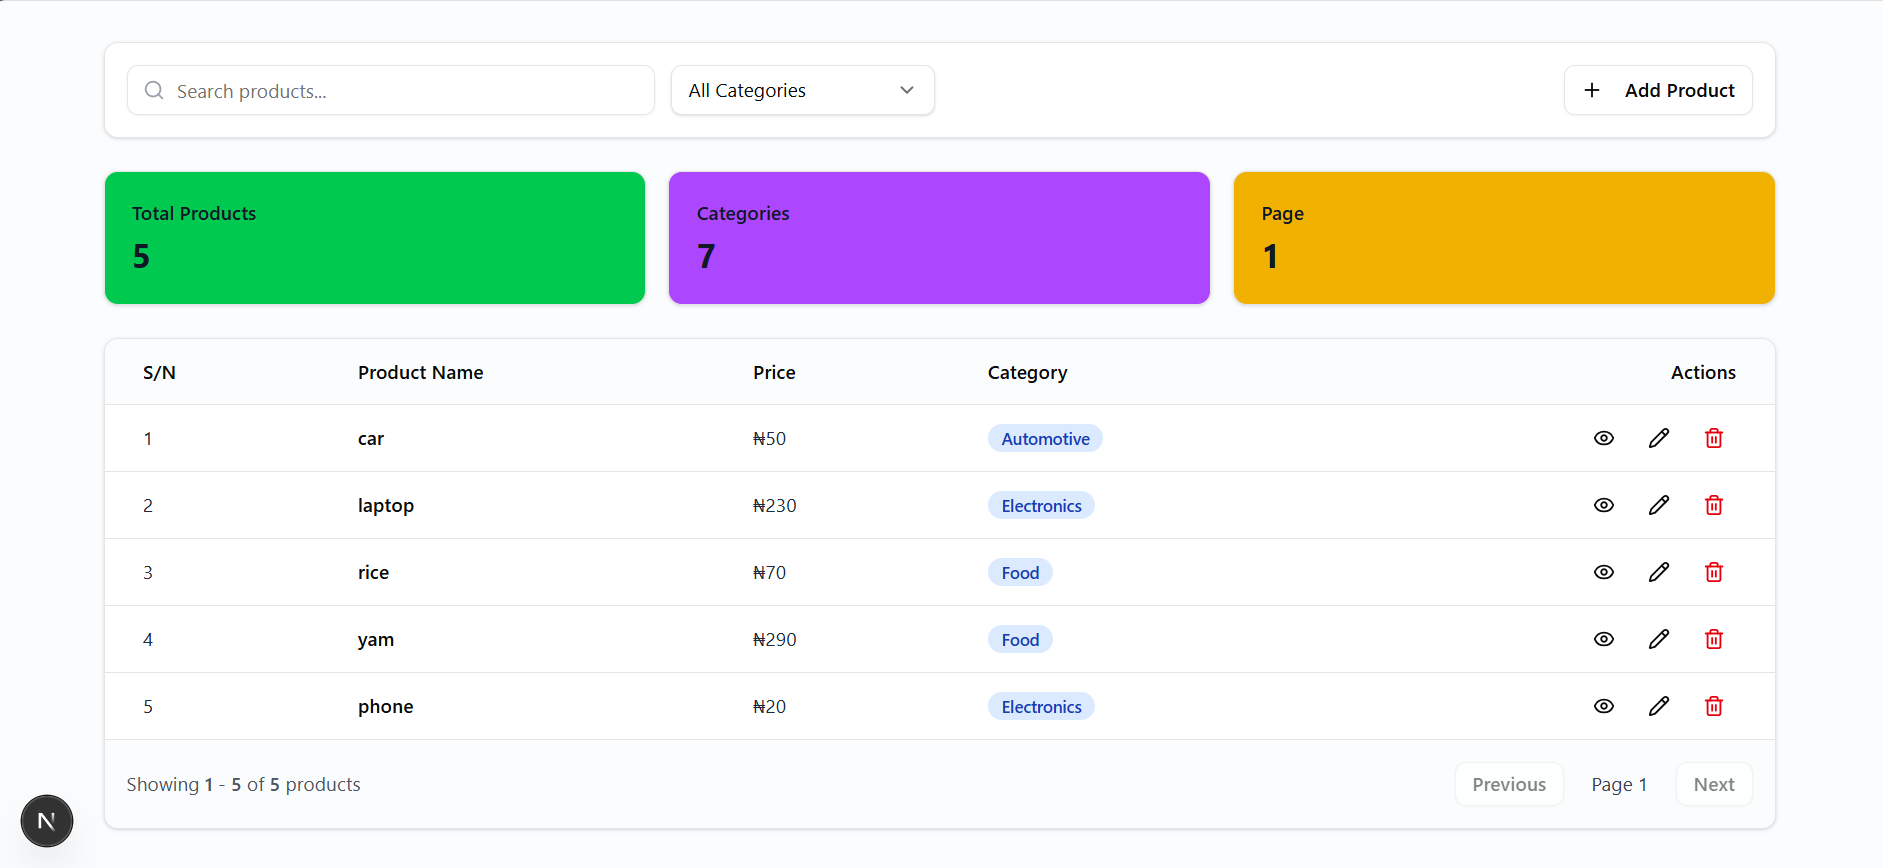 Search products...
All Categories
Add Product
Total Products
5
Categories
7
Page
1
S/N Product Name Price Category Actions
1 car ₦50 Automotive
2 laptop ₦230 Electronics
3 rice ₦70 Food
4 yam ₦290 Food
5 phone ₦20 Electronics
Showing 1 - 5 of 5 products
Previous Page 1 Next
N